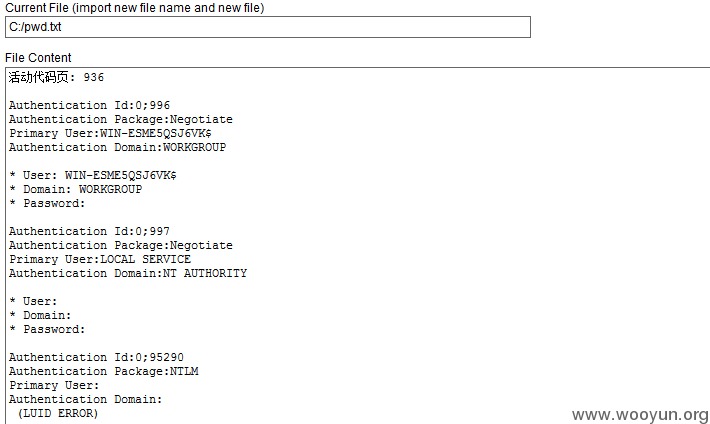 Current File (import new file name and new file)
C:/pwd.txt
File Content
活动代码页: 936
Authentication Id:0;996
Authentication Package:Negotiate
Primary User:WIN-ESME5QSJ6VK$
Authentication Domain:WORKGROUP
* User: WIN-ESME5QSJ6VK$
* Domain: WORKGROUP
* Password:
Authentication Id:0;997
Authentication Package:Negotiate
Primary User:LOCAL SERVICE
Authentication Domain:NT AUTHORITY
* User:
* Domain:
* Password:
Authentication Id:0;95290
Authentication Package:NTLM
Primary User:
Authentication Domain:
(LUID ERROR)
www.wooyun.org